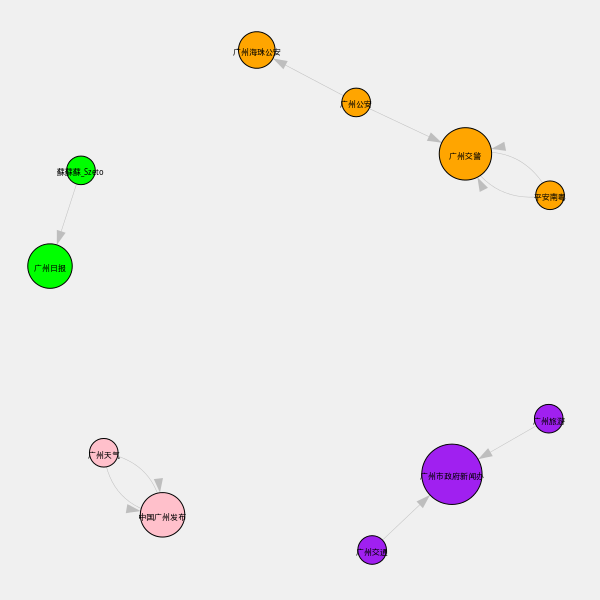 广州海珠公安
广州公安
广州交警
蘇蘇蘇_Szeto
平安南粤
广州日报
广州旅游
广州天气
广州市政府新闻办
中国广州发布
广州交通